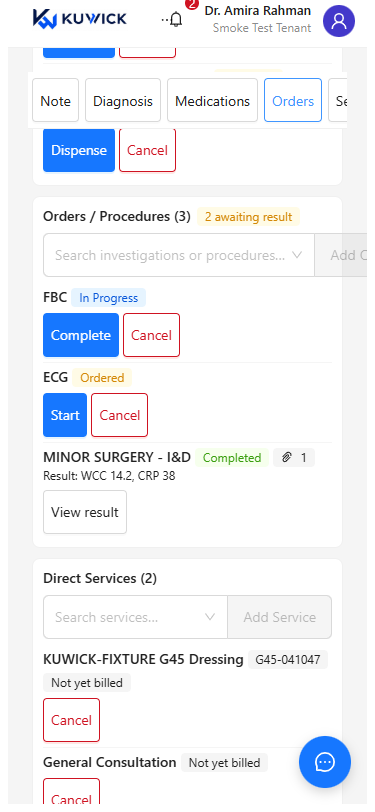 KUWICK
2
Dr. Amira Rahman
Smoke Test Tenant
Note
Diagnosis
Medications
Orders
Se
Dispense
Cancel
Orders / Procedures (3)
2 awaiting result
Search investigations or procedures...
Add
FBC
In Progress
Complete
Cancel
ECG
Ordered
Start
Cancel
MINOR SURGERY - I&D
Completed
1
Result: WCC 14.2, CRP 38
View result
Direct Services (2)
Search services...
Add Service
KUWICK-FIXTURE G45 Dressing
G45-041047
Not yet billed
Cancel
General Consultation
Not yet billed
Cancel